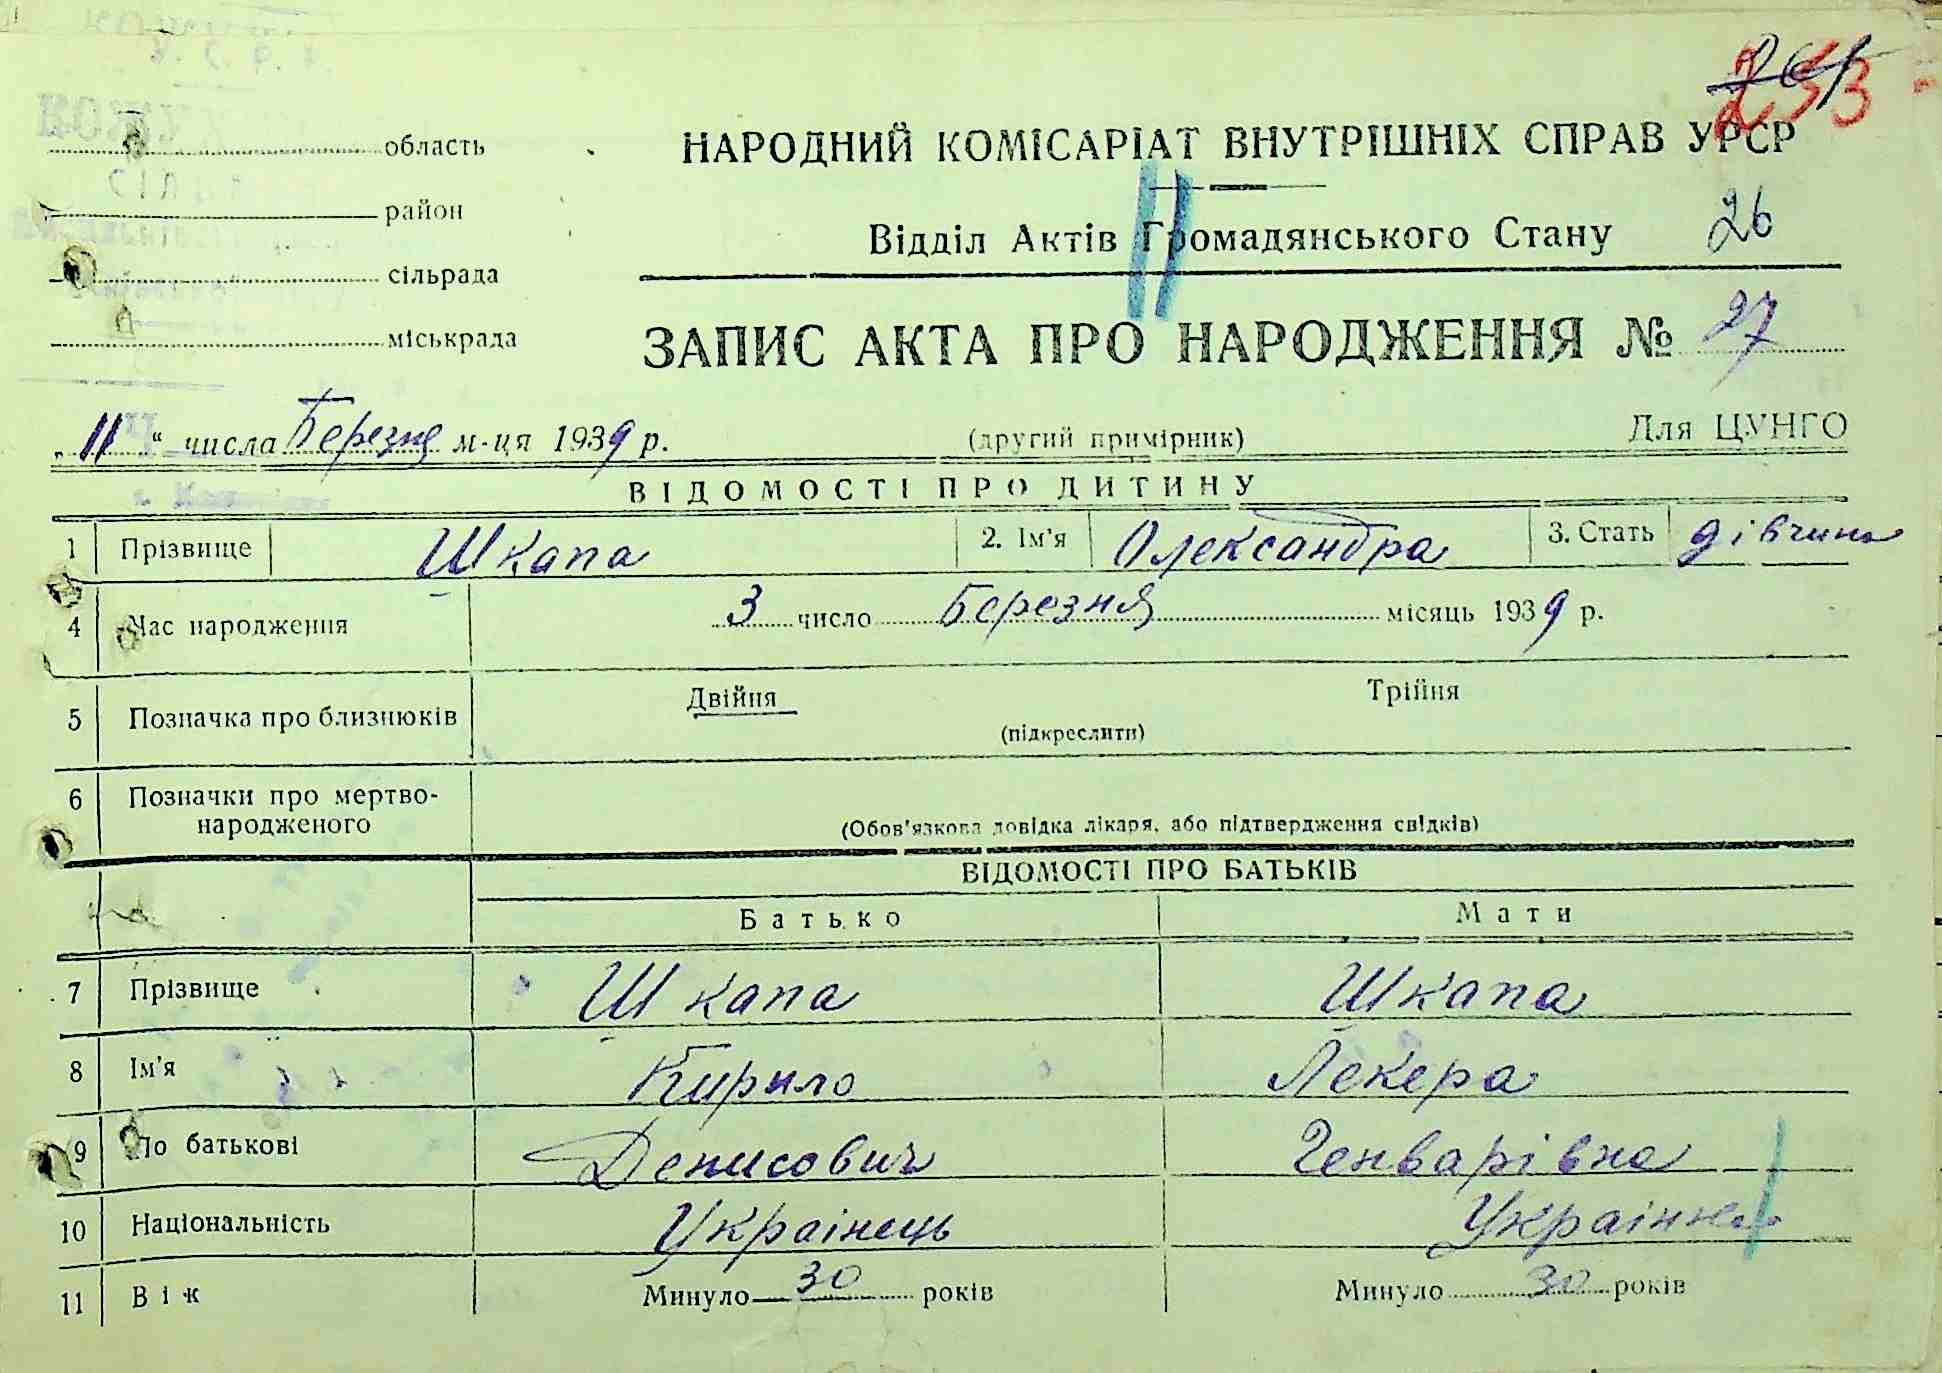 253
область
НАРОДНИЙ КОМІСАРІАТ ВНУТРІШНІХ СПРАВ УРСР
район
Відділ Актів Громадянського Стану 26
сільрада
міськрада
ЗАПИС АКТА ПРО НАРОДЖЕННЯ № 27
„11“ числа Березня м-ця 1939 р. (другий примірник) Для ЦУНГО
ВІДОМОСТІ ПРО ДИТИНУ
1 Прізвище Шкапа 2. Ім'я Олександра 3. Стать дівчина
4 Час народження 3 число Березня місяць 1939 р.
5 Позначка про близнюків Двійня Трійня
(підкреслити)
6 Позначки про мертво-
народженого (Обов'язкова довідка лікаря, або підтвердження свідків)
ВІДОМОСТІ ПРО БАТЬКІВ
Батько Мати
7 Прізвище Шкапа Шкапа
8 Ім'я Кирило Лекера
9 По батькові Денисович Генварівна
10 Національність Українець Українка
11 Вік Минуло 30 років Минуло 30 років